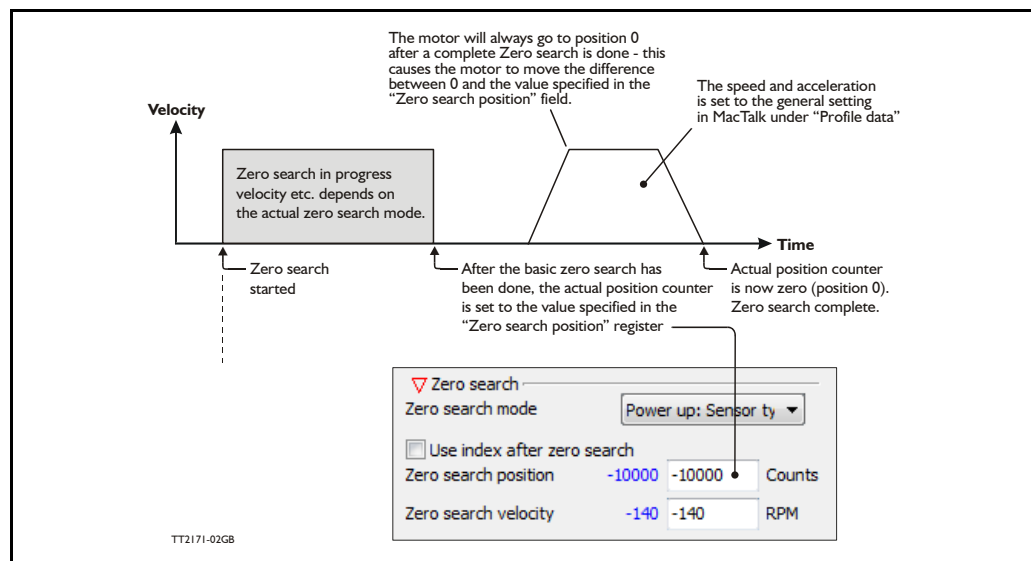 The motor will always go to position 0
after a complete Zero search is done - this
causes the motor to move the difference
between 0 and the value specified in the
“Zero search position” field.
The speed and acceleration
is set to the general setting
in MacTalk under “Profile data”
Velocity
Zero search in progress
velocity etc. depends on
the actual zero search mode.
Time
Zero search
started
After the basic zero search has
been done, the actual position counter
is set to the value specified in the
“Zero search position” register
Actual position counter
is now zero (position 0).
Zero search complete.
Zero search
Zero search mode Power up: Sensor ty
Use index after zero search
Zero search position -10000 -10000 Counts
Zero search velocity -140 -140 RPM
TT2171-02GB